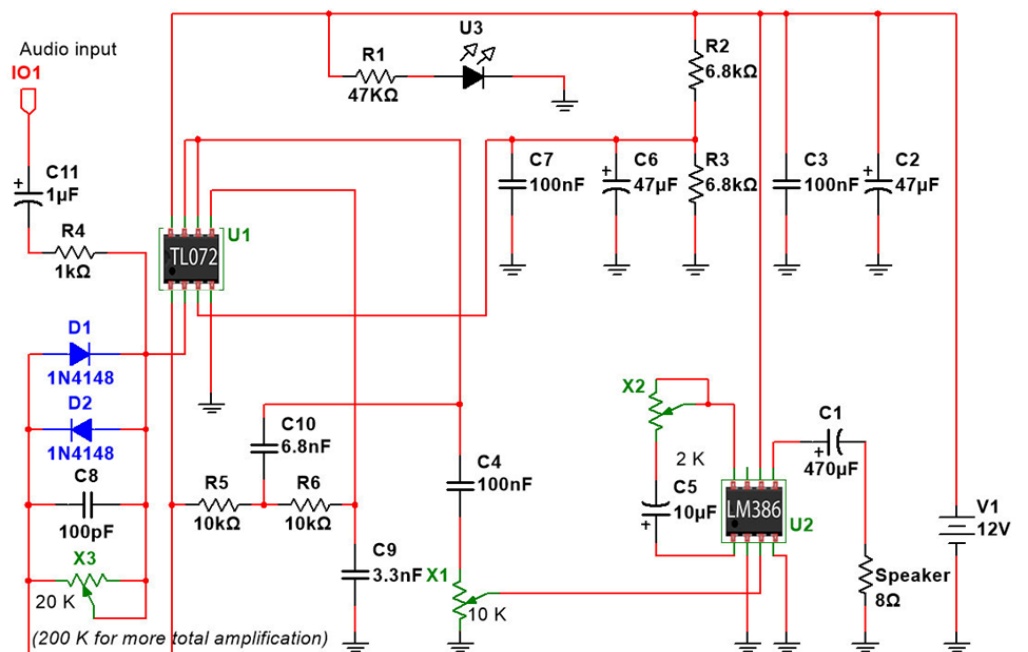 Audio input
IO1
C11
1µF
R4
1kΩ
R1
47KΩ
U3
R2
6.8kΩ
C7
100nF
C6
47µF
R3
6.8kΩ
C3
100nF
C2
47µF
U1
TL072
D1
1N4148
D2
1N4148
C8
100pF
X3
20 K
(200 K for more total amplification)
C10
6.8nF
R5
10kΩ
R6
10kΩ
C9
3.3nF
C4
100nF
X1
10 K
X2
2 K
C5
10µF
LM386
U2
C1
470µF
Speaker
8Ω
V1
12V